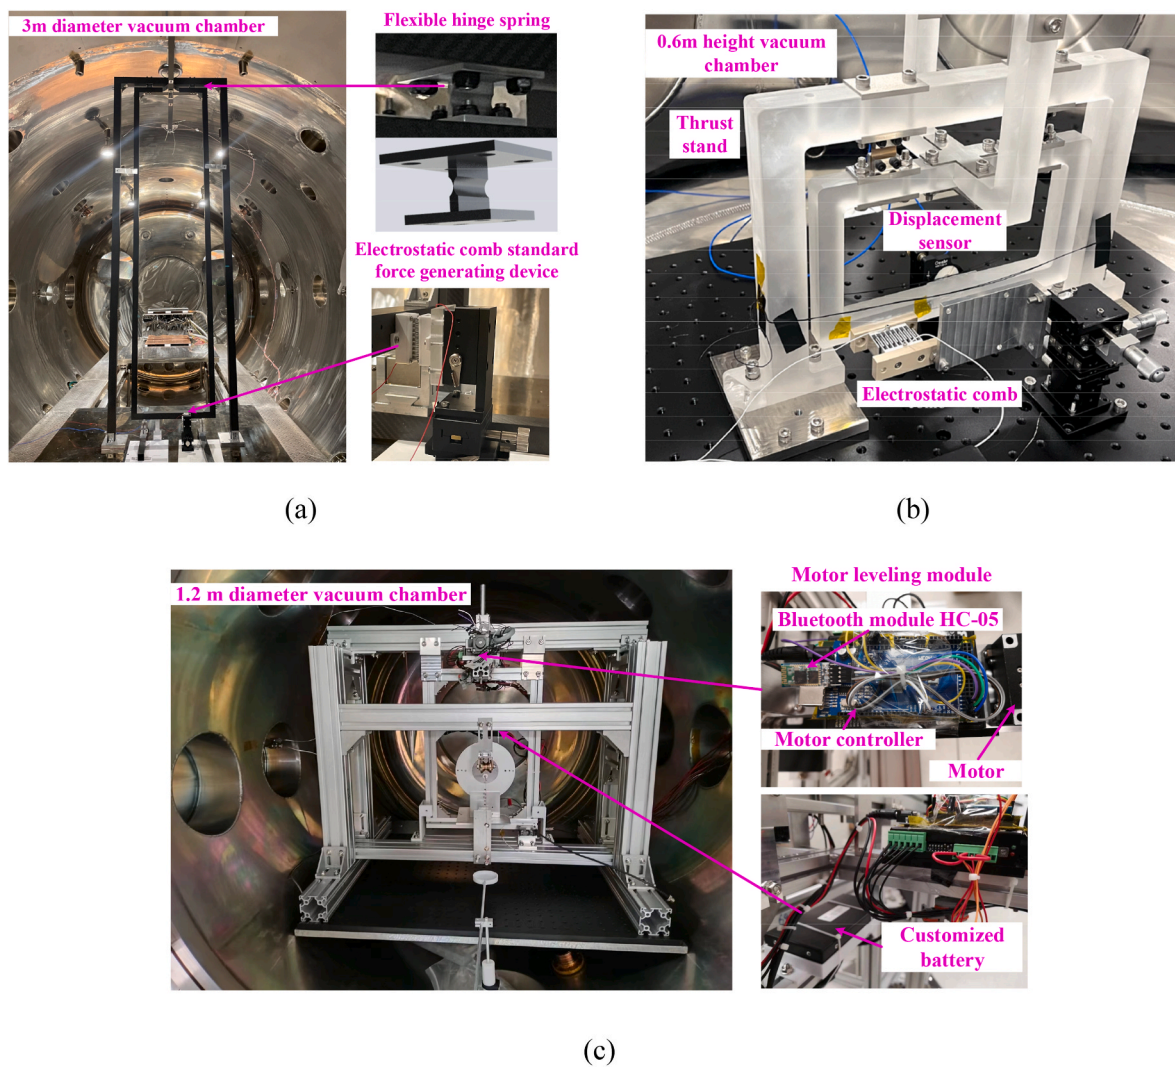 3m diameter vacuum chamber
Flexible hinge spring
Electrostatic comb standard
force generating device
(a)
0.6m height vacuum
chamber
Thrust
stand
Displacement
sensor
Electrostatic comb
(b)
1.2 m diameter vacuum chamber
Motor leveling module
Bluetooth module HC-05
Motor controller
Motor
Customized
battery
(c)